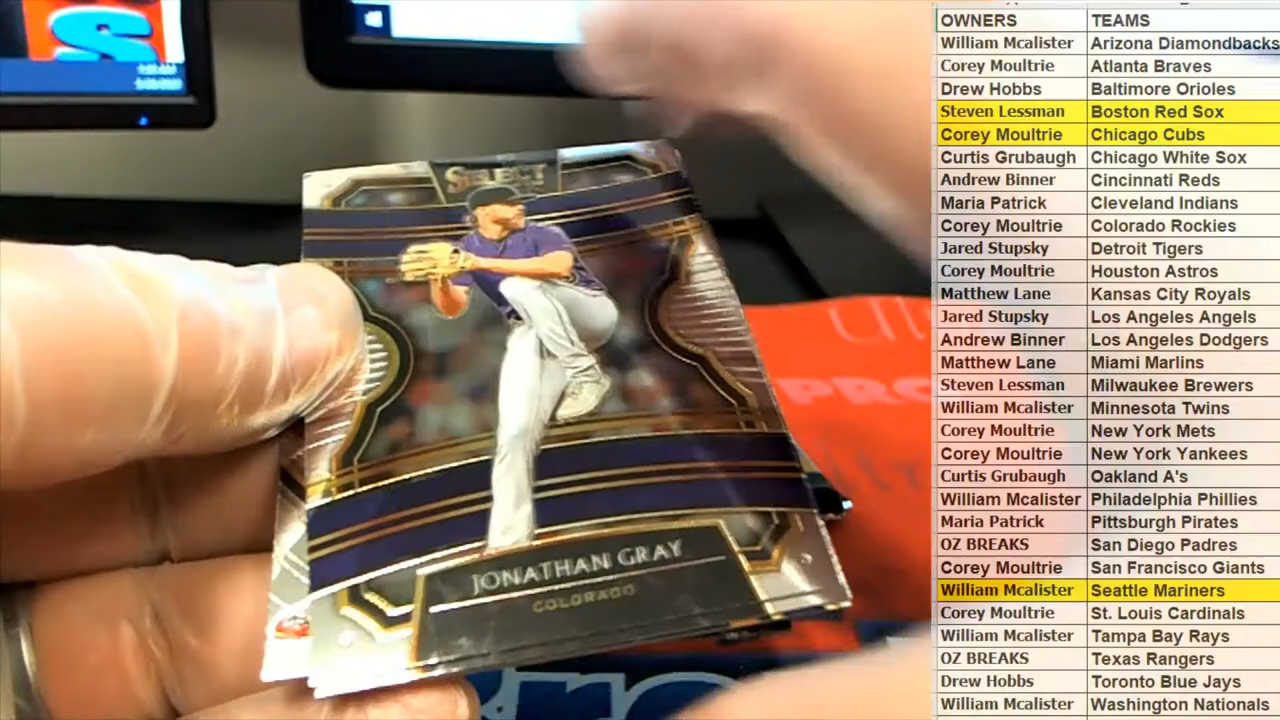 S
SELECT
JONATHAN GRAY
COLORADO
PRO
OWNERS TEAMS
William Mcalister Arizona Diamondbacks
Corey Moultrie Atlanta Braves
Drew Hobbs Baltimore Orioles
Steven Lessman Boston Red Sox
Corey Moultrie Chicago Cubs
Curtis Grubaugh Chicago White Sox
Andrew Binner Cincinnati Reds
Maria Patrick Cleveland Indians
Corey Moultrie Colorado Rockies
Jared Stupsky Detroit Tigers
Corey Moultrie Houston Astros
Matthew Lane Kansas City Royals
Jared Stupsky Los Angeles Angels
Andrew Binner Los Angeles Dodgers
Matthew Lane Miami Marlins
Steven Lessman Milwaukee Brewers
William Mcalister Minnesota Twins
Corey Moultrie New York Mets
Corey Moultrie New York Yankees
Curtis Grubaugh Oakland A's
William Mcalister Philadelphia Phillies
Maria Patrick Pittsburgh Pirates
OZ BREAKS San Diego Padres
Corey Moultrie San Francisco Giants
William Mcalister Seattle Mariners
Corey Moultrie St. Louis Cardinals
William Mcalister Tampa Bay Rays
OZ BREAKS Texas Rangers
Drew Hobbs Toronto Blue Jays
William Mcalister Washington Nationals